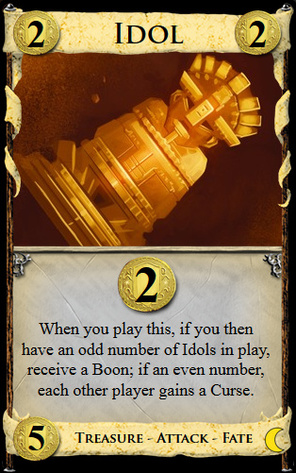 2 IDOL 2
2
When you play this, if you then
have an odd number of Idols in play,
receive a Boon; if an even number,
each other player gains a Curse.
5 TREASURE - ATTACK - FATE